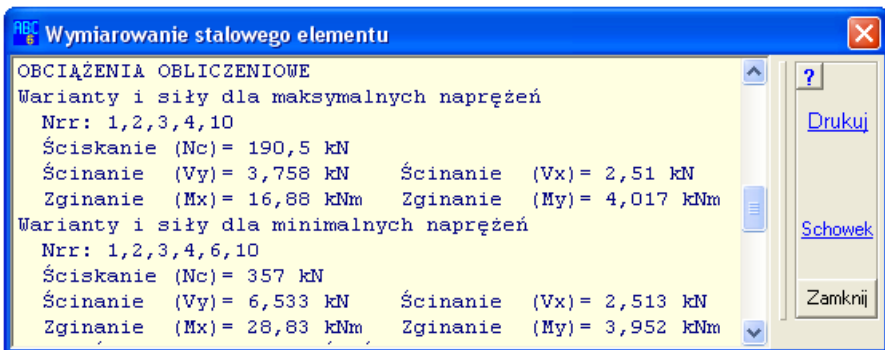 ABC 6 Wymiarowanie stalowego elementu
OBCIĄŻENIA OBLICZENIOWE
Warianty i siły dla maksymalnych naprężeń
Nrr: 1,2,3,4,10
Ściskanie (Nc)= 190,5 kN
Ścinanie (Vy)= 3,758 kN Ścinanie (Vx)= 2,51 kN
Zginanie (Mx)= 16,88 kNm Zginanie (My)= 4,017 kNm
Warianty i siły dla minimalnych naprężeń
Nrr: 1,2,3,4,6,10
Ściskanie (Nc)= 357 kN
Ścinanie (Vy)= 6,533 kN Ścinanie (Vx)= 2,513 kN
Zginanie (Mx)= 28,83 kNm Zginanie (My)= 3,952 kNm
?
Drukuj
Schowek
Zamknij